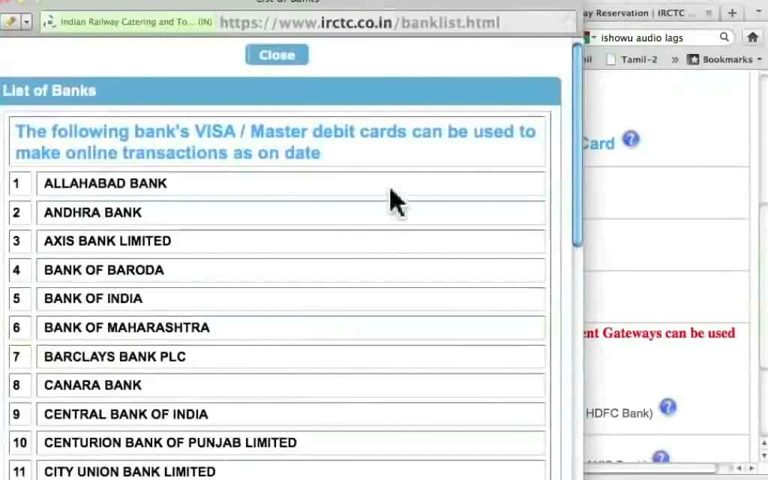 Indian Railway Catering and To... (IN)
https://www.irctc.co.in/banklist.html
ay Reservation | IRCTC ...
ishowu audio lags
Tamil-2
»
Bookmarks
Close
List of Banks
The following bank's VISA / Master debit cards can be used to
make online transactions as on date
1 ALLAHABAD BANK
2 ANDHRA BANK
3 AXIS BANK LIMITED
4 BANK OF BARODA
5 BANK OF INDIA
6 BANK OF MAHARASHTRA
7 BARCLAYS BANK PLC
8 CANARA BANK
9 CENTRAL BANK OF INDIA
10 CENTURION BANK OF PUNJAB LIMITED
11 CITY UNION BANK LIMITED
Card ?
ent Gateways can be used
HDFC Bank) ?